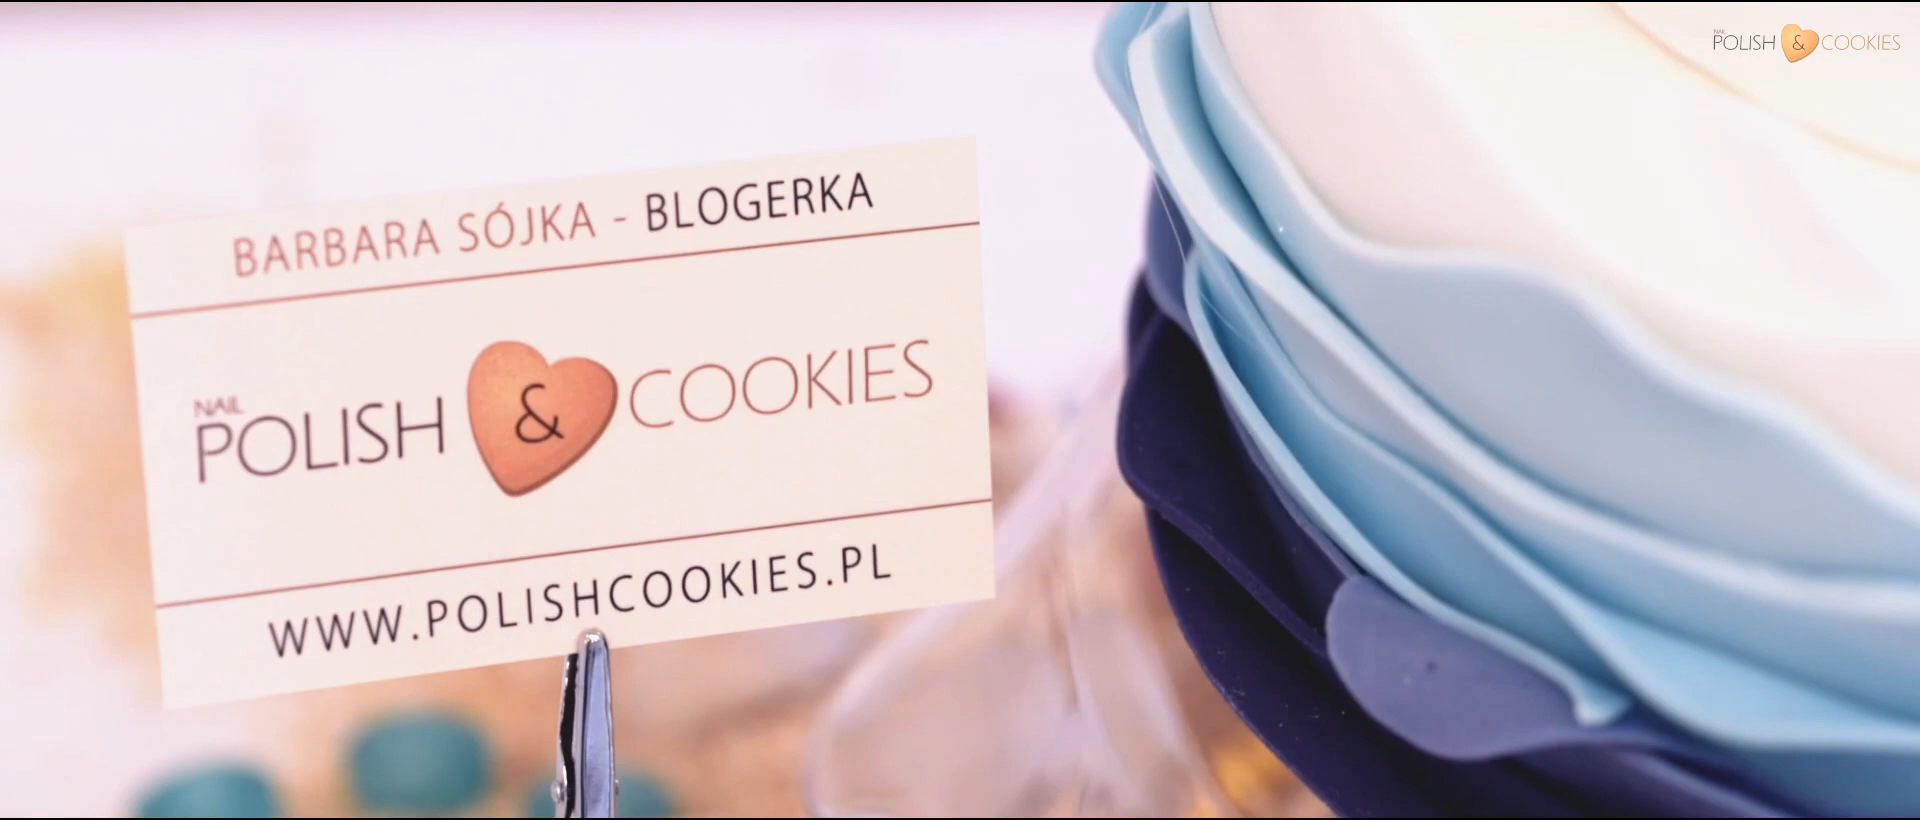 NAIL
POLISH & COOKIES
BARBARA SÓJKA - BLOGERKA
NAIL
POLISH & COOKIES
WWW.POLISHCOOKIES.PL